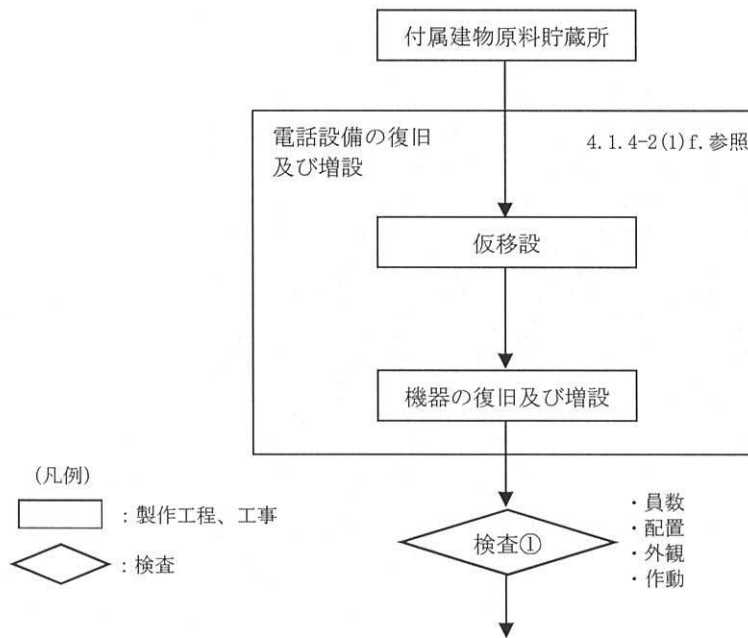 付属建物原料貯蔵所
電話設備の復旧
及び増設
4.1.4-2(1)f.参照
仮移設
機器の復旧及び増設
(凡例)
：製作工程、工事
：検査
検査①
・員数
・配置
・外観
・作動